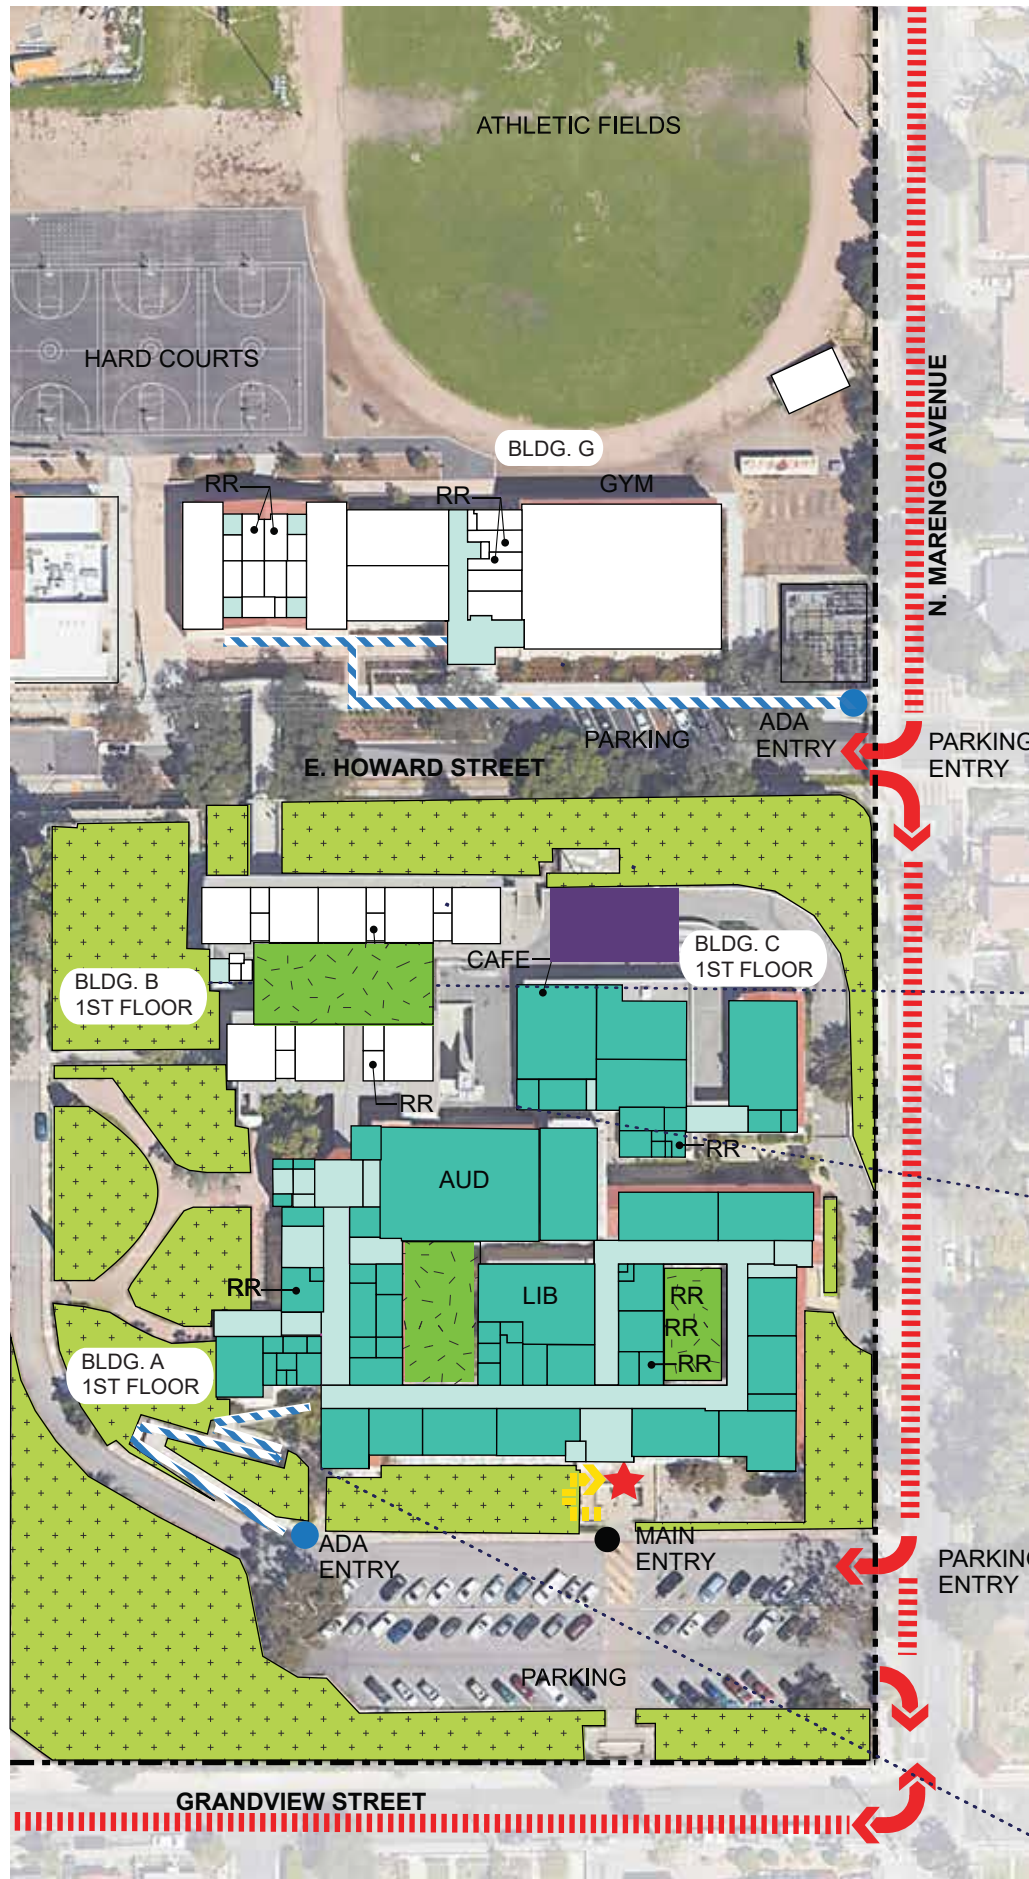 ATHLETIC FIELDS
HARD COURTS
N. MARENGO AVENUE
BLDG. G
RR
RR
GYM
PARKING
ADA
ENTRY
PARKING
ENTRY
E. HOWARD STREET
CAFE
BLDG. C
1ST FLOOR
BLDG. B
1ST FLOOR
RR
RR
AUD
RR
LIB
RR
RR
RR
BLDG. A
1ST FLOOR
ADA
ENTRY
MAIN
ENTRY
PARKING
ENTRY
PARKING
GRANDVIEW STREET